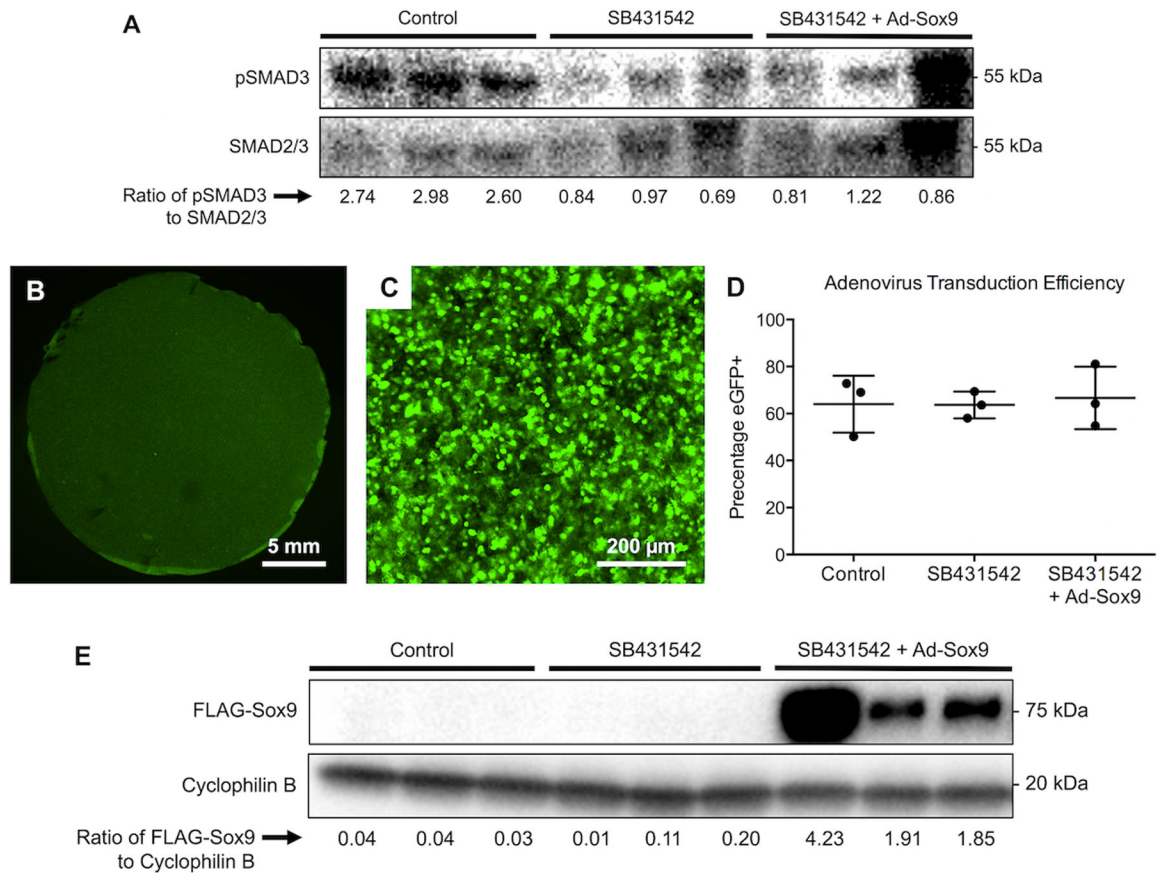 A
Control
SB431542
SB431542 + Ad-Sox9
pSMAD3
55 kDa
SMAD2/3
55 kDa
Ratio of pSMAD3
to SMAD2/3
2.74 2.98 2.60 0.84 0.97 0.69 0.81 1.22 0.86
B
5 mm
C
200 µm
D
Adenovirus Transduction Efficiency
Precentage eGFP+
100
80
60
40
20
0
Control
SB431542
SB431542
+ Ad-Sox9
E
Control
SB431542
SB431542 + Ad-Sox9
FLAG-Sox9
75 kDa
Cyclophilin B
20 kDa
Ratio of FLAG-Sox9
to Cyclophilin B
0.04 0.04 0.03 0.01 0.11 0.20 4.23 1.91 1.85